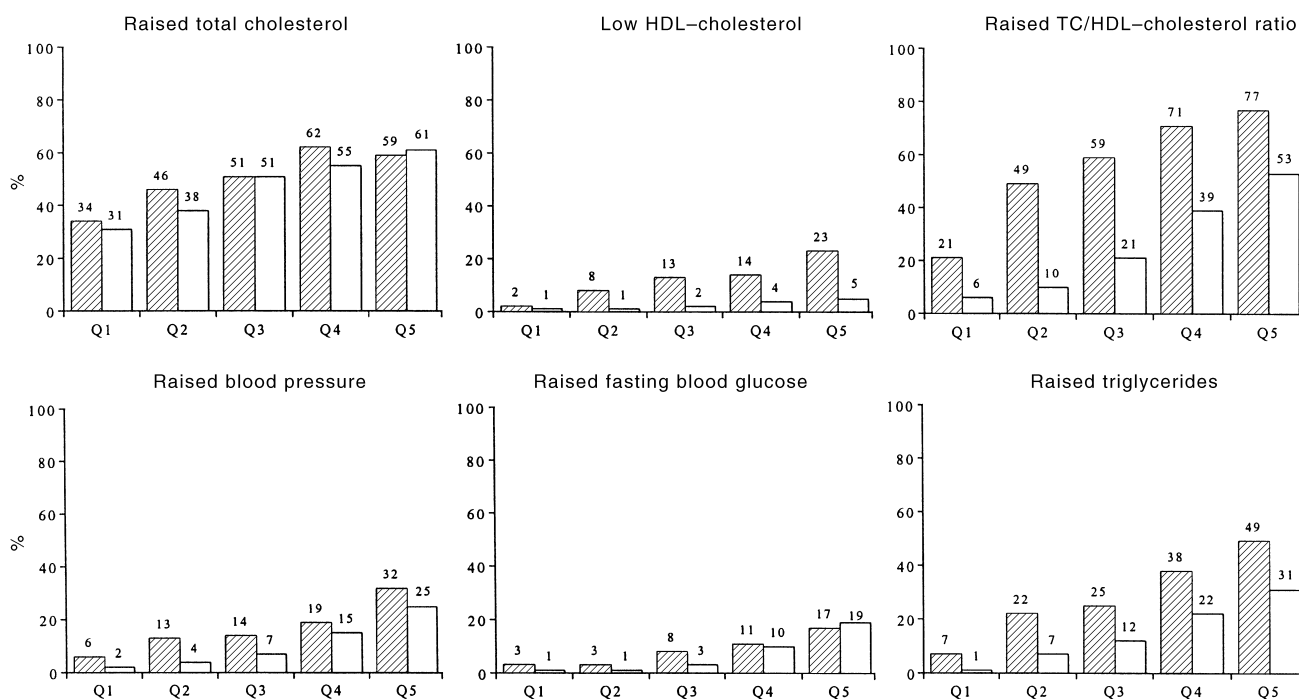 Raised total cholesterol
100
80
60
40
20
0
%
34
31
46
38
51
51
62
55
59
61
Q1
Q2
Q3
Q4
Q5
Low HDL–cholesterol
100
80
60
40
20
0
2
1
8
1
13
2
14
4
23
5
Q1
Q2
Q3
Q4
Q5
Raised TC/HDL–cholesterol ratio
100
80
60
40
20
0
21
6
49
10
59
21
71
39
77
53
Q1
Q2
Q3
Q4
Q5
Raised blood pressure
100
80
60
40
20
0
%
6
2
13
4
14
7
19
15
32
25
Q1
Q2
Q3
Q4
Q5
Raised fasting blood glucose
100
80
60
40
20
0
3
1
3
1
8
3
11
10
17
19
Q1
Q2
Q3
Q4
Q5
Raised triglycerides
100
80
60
40
20
0
7
1
22
7
25
12
38
22
49
31
Q1
Q2
Q3
Q4
Q5